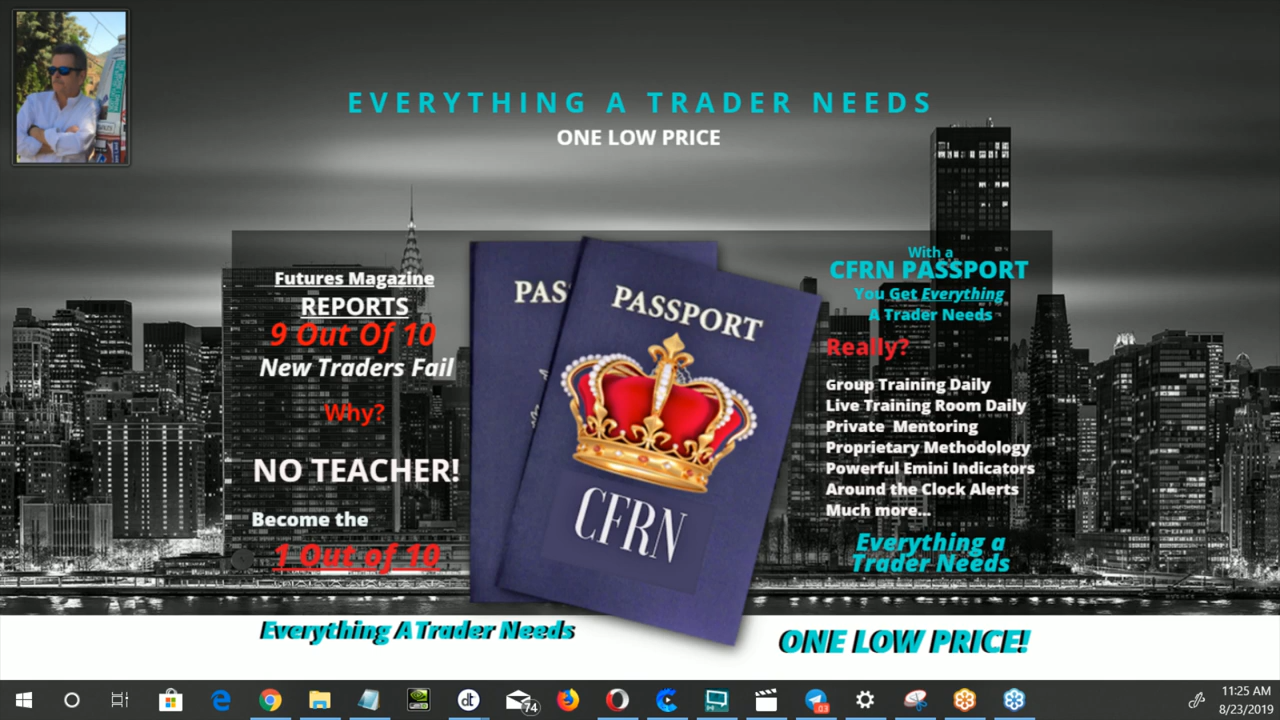 EVERYTHING A TRADER NEEDS
ONE LOW PRICE
Futures Magazine
REPORTS
9 Out Of 10
New Traders Fail
Why?
NO TEACHER!
Become the
1 Out of 10
PAS
PASSPORT
CFRN
With a
CFRN PASSPORT
You Get Everything
A Trader Needs
Really?
Group Training Daily
Live Training Room Daily
Private Mentoring
Proprietary Methodology
Powerful Emini Indicators
Around the Clock Alerts
Much more...
Everything a
Trader Needs
Everything A Trader Needs
ONE LOW PRICE!
dt
74
03
11:25 AM
8/23/2019